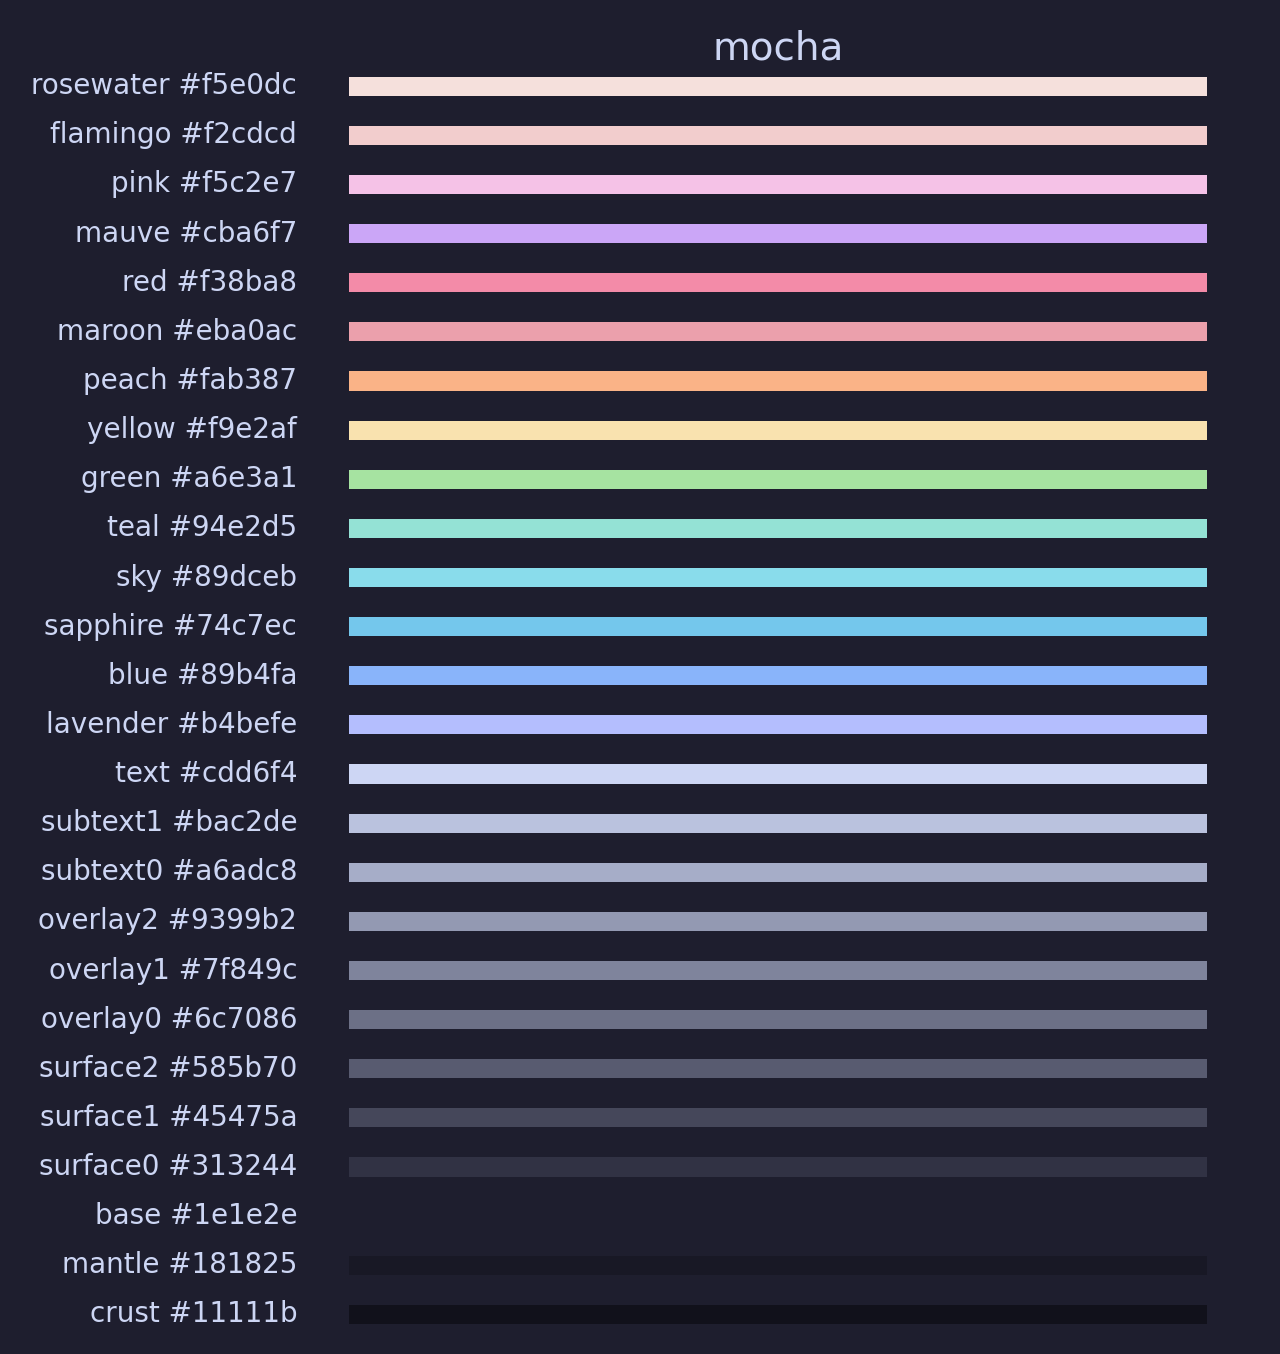 mocha
rosewater #f5e0dc
flamingo #f2cdcd
pink #f5c2e7
mauve #cba6f7
red #f38ba8
maroon #eba0ac
peach #fab387
yellow #f9e2af
green #a6e3a1
teal #94e2d5
sky #89dceb
sapphire #74c7ec
blue #89b4fa
lavender #b4befe
text #cdd6f4
subtext1 #bac2de
subtext0 #a6adc8
overlay2 #9399b2
overlay1 #7f849c
overlay0 #6c7086
surface2 #585b70
surface1 #45475a
surface0 #313244
base #1e1e2e
mantle #181825
crust #11111b